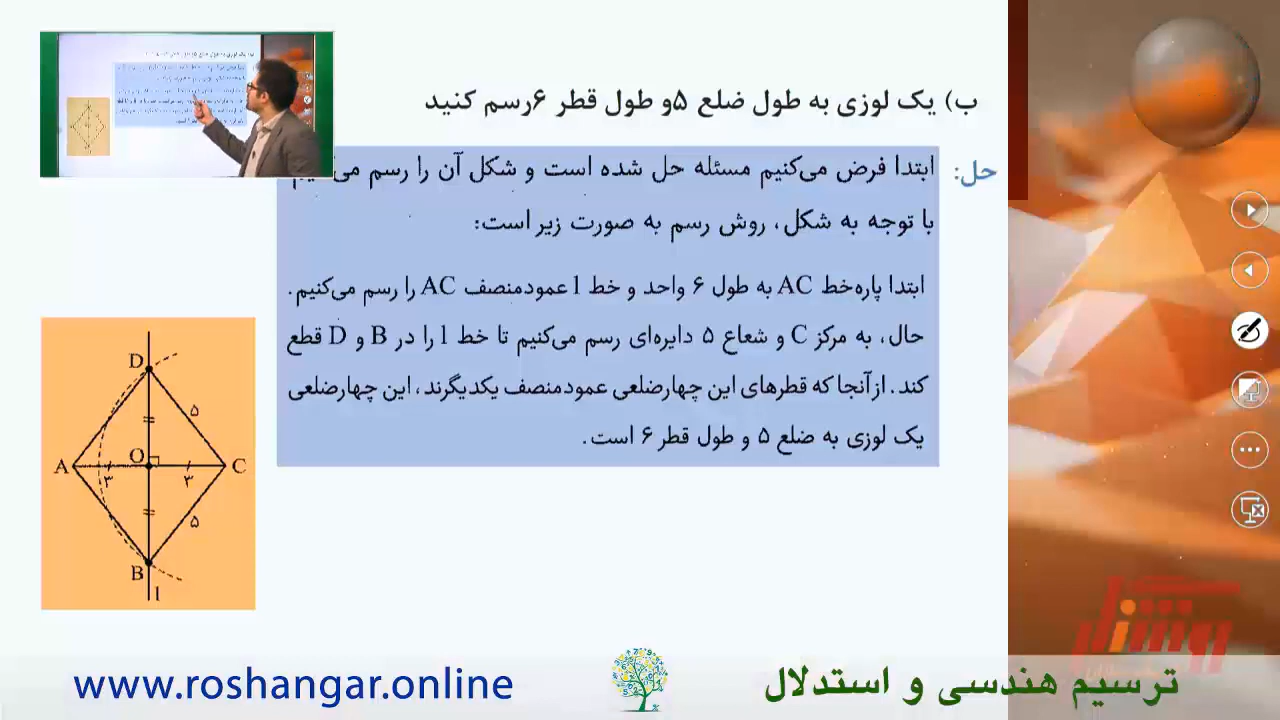 ب) یک لوزی به طول ضلع ۵و طول قطر ۶رسم کنید
حل:
ابتدا فرض می‌کنیم مسئله حل شده است و شکل آن را رسم
با توجه به شکل، روش رسم به صورت زیر است:
ابتدا پاره‌خط AC به طول ۶ واحد و خط l عمودمنصف AC را رسم می‌کنیم.
حال، به مرکز C و شعاع ۵ دایره‌ای رسم می‌کنیم تا خط l را در B و D قطع
کند. از آنجا که قطرهای این چهارضلعی عمودمنصف یکدیگرند، این چهارضلعی
یک لوزی به ضلع ۵ و طول قطر ۶ است.
D
۵
A
O
C
۳
۳
۵
B
l
www.roshangar.online
ترسیم هندسی و استدلال
روشنگر